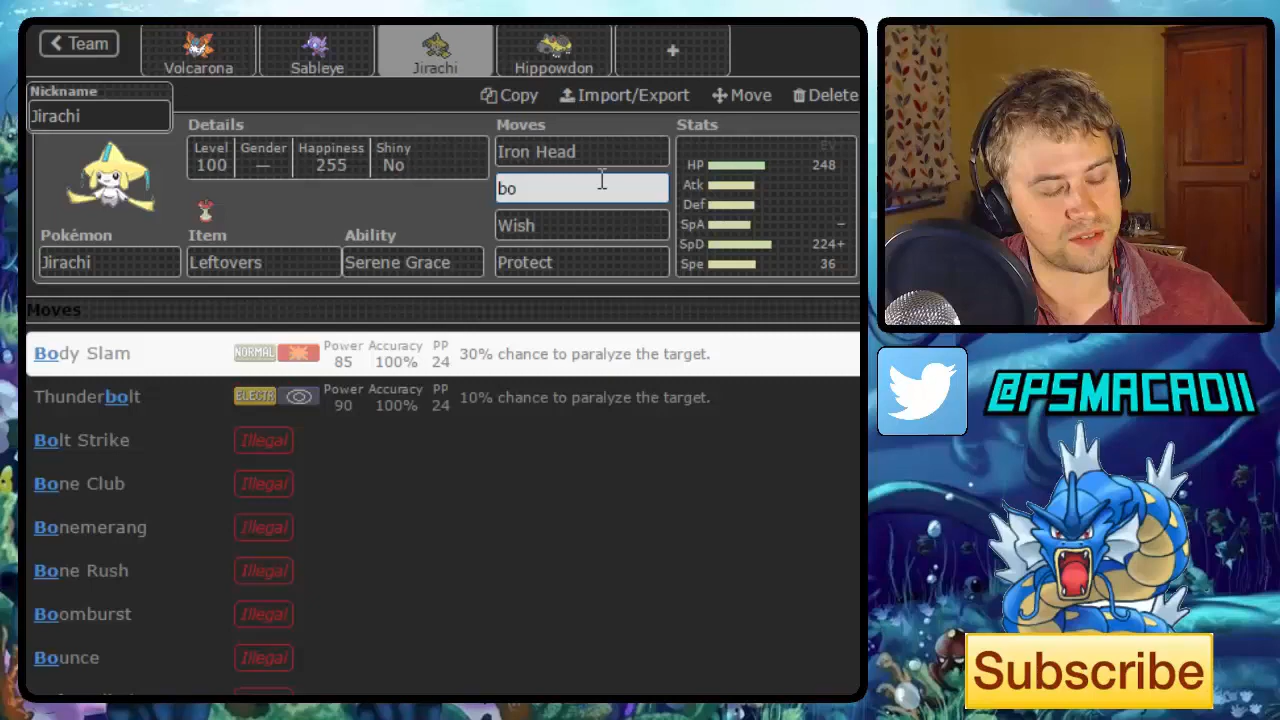 Team
Volcarona
Sableye
Jirachi
Hippowdon
+
Copy Import/Export Move Delete
Nickname
Jirachi
Details
Level Gender Happiness Shiny
100 — 255 No
Pokémon
Jirachi
Item
Leftovers
Ability
Serene Grace
Moves
Iron Head
bo
Wish
Protect
Stats
EV
HP 248
Atk
Def
SpA –
SpD 224+
Spe 36
Moves
Body Slam NORMAL Power 85 Accuracy 100% PP 24 30% chance to paralyze the target.
Thunderbolt ELECTR Power 90 Accuracy 100% PP 24 10% chance to paralyze the target.
Bolt Strike Illegal
Bone Club Illegal
Bonemerang Illegal
Bone Rush Illegal
Boomburst Illegal
Bounce Illegal
@PSMACADII
Subscribe